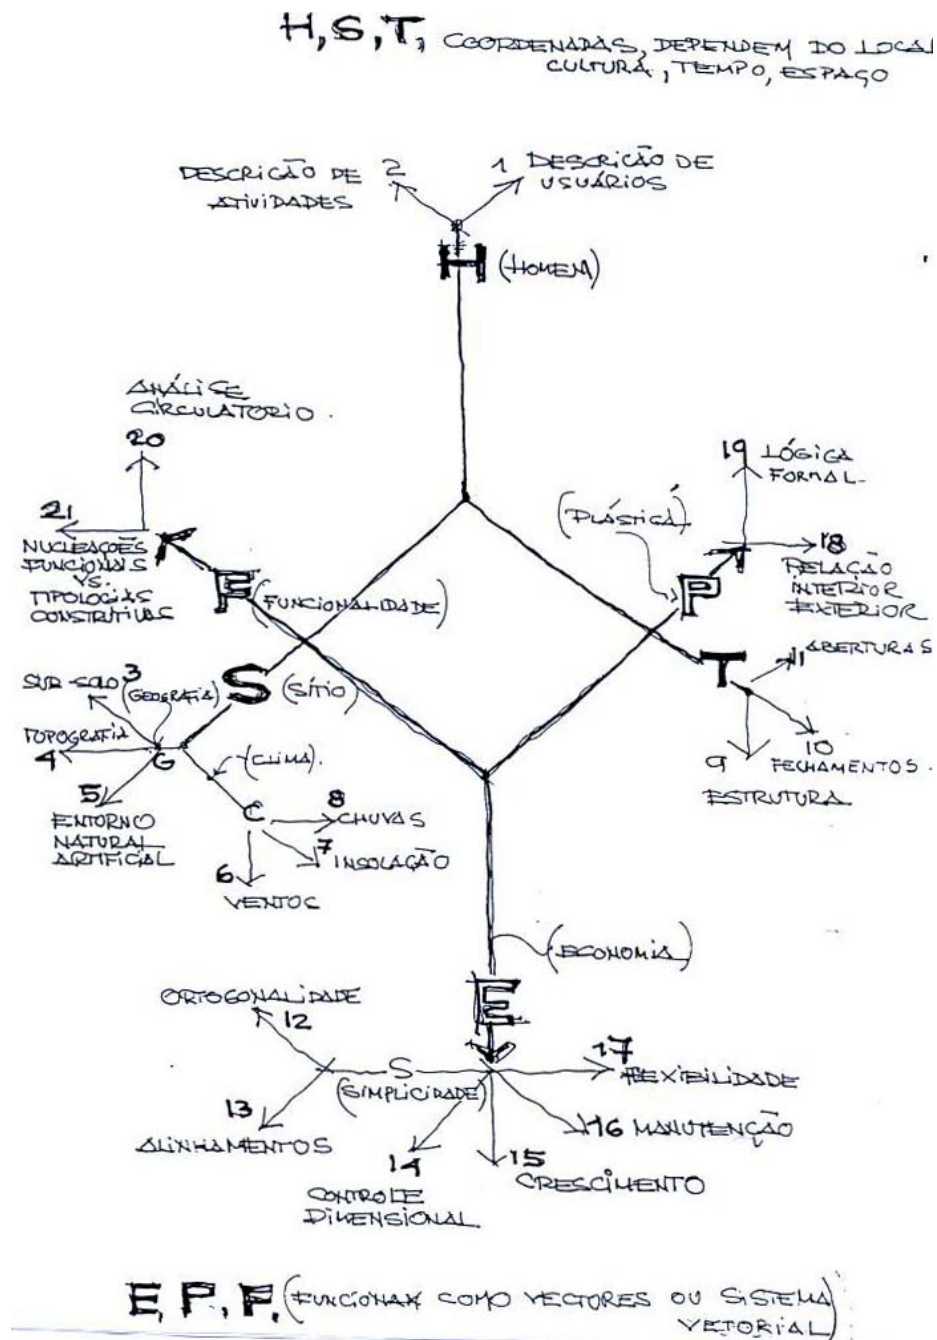 H, S, T, COORDENADAS, DEPENDEM DO LOCAL
CULTURA, TEMPO, ESPAÇO
DESCRIÇÃO DE
ATIVIDADES
2
1
DESCRIÇÃO DE
USUÁRIOS
H (HOMEM)
ANÁLISE
CIRCULATORIO.
20
21
NUCLEAÇÕES
FUNCIONAIS
VS.
TIPOLOGIAS
CONSTRUTIVAS
F (FUNCIONALIDADE)
(PLÁSTICA)
P
19 LÓGICA
FORMAL.
18
RELAÇÃO
INTERIOR
EXTERIOR
T
11 ABERTURAS
10
FECHAMENTOS.
9
ESTRUTURA
S (SÍTIO)
SUB-SOLO 3 (GEOGRAFIA)
TOPOGRAFIA
4
G
5
ENTORNO
NATURAL
ARTIFICIAL
(CLIMA).
C
8
CHUVAS
7
INSOLAÇÃO
6
VENTOS
(ECONOMIA)
E
ORTOGONALIDADE
12
S
(SIMPLICIDADE)
13
ALINHAMENTOS
17
FLEXIBILIDADE
16 MANUTENÇÃO
15
CRESCIMENTO
14
CONTROLE
DIMENSIONAL
E, P, F, (FUNCIONAM COMO VECTORES OU SISTEMA
VETORIAL)